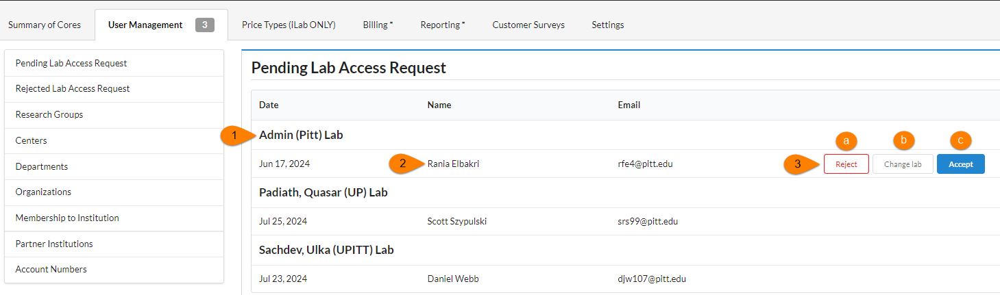 Summary of Cores User Management 3 Price Types (iLab ONLY) Billing * Reporting * Customer Surveys Settings
Pending Lab Access Request
Rejected Lab Access Request
Research Groups
Centers
Departments
Organizations
Membership to Institution
Partner Institutions
Account Numbers
Pending Lab Access Request
Date Name Email
1 Admin (Pitt) Lab
a b c
Jun 17, 2024 2 Rania Elbakri rfe4@pitt.edu 3 Reject Change lab Accept
Padiath, Quasar (UP) Lab
Jul 25, 2024 Scott Szypulski srs99@pitt.edu
Sachdev, Ulka (UPITT) Lab
Jul 23, 2024 Daniel Webb djw107@pitt.edu